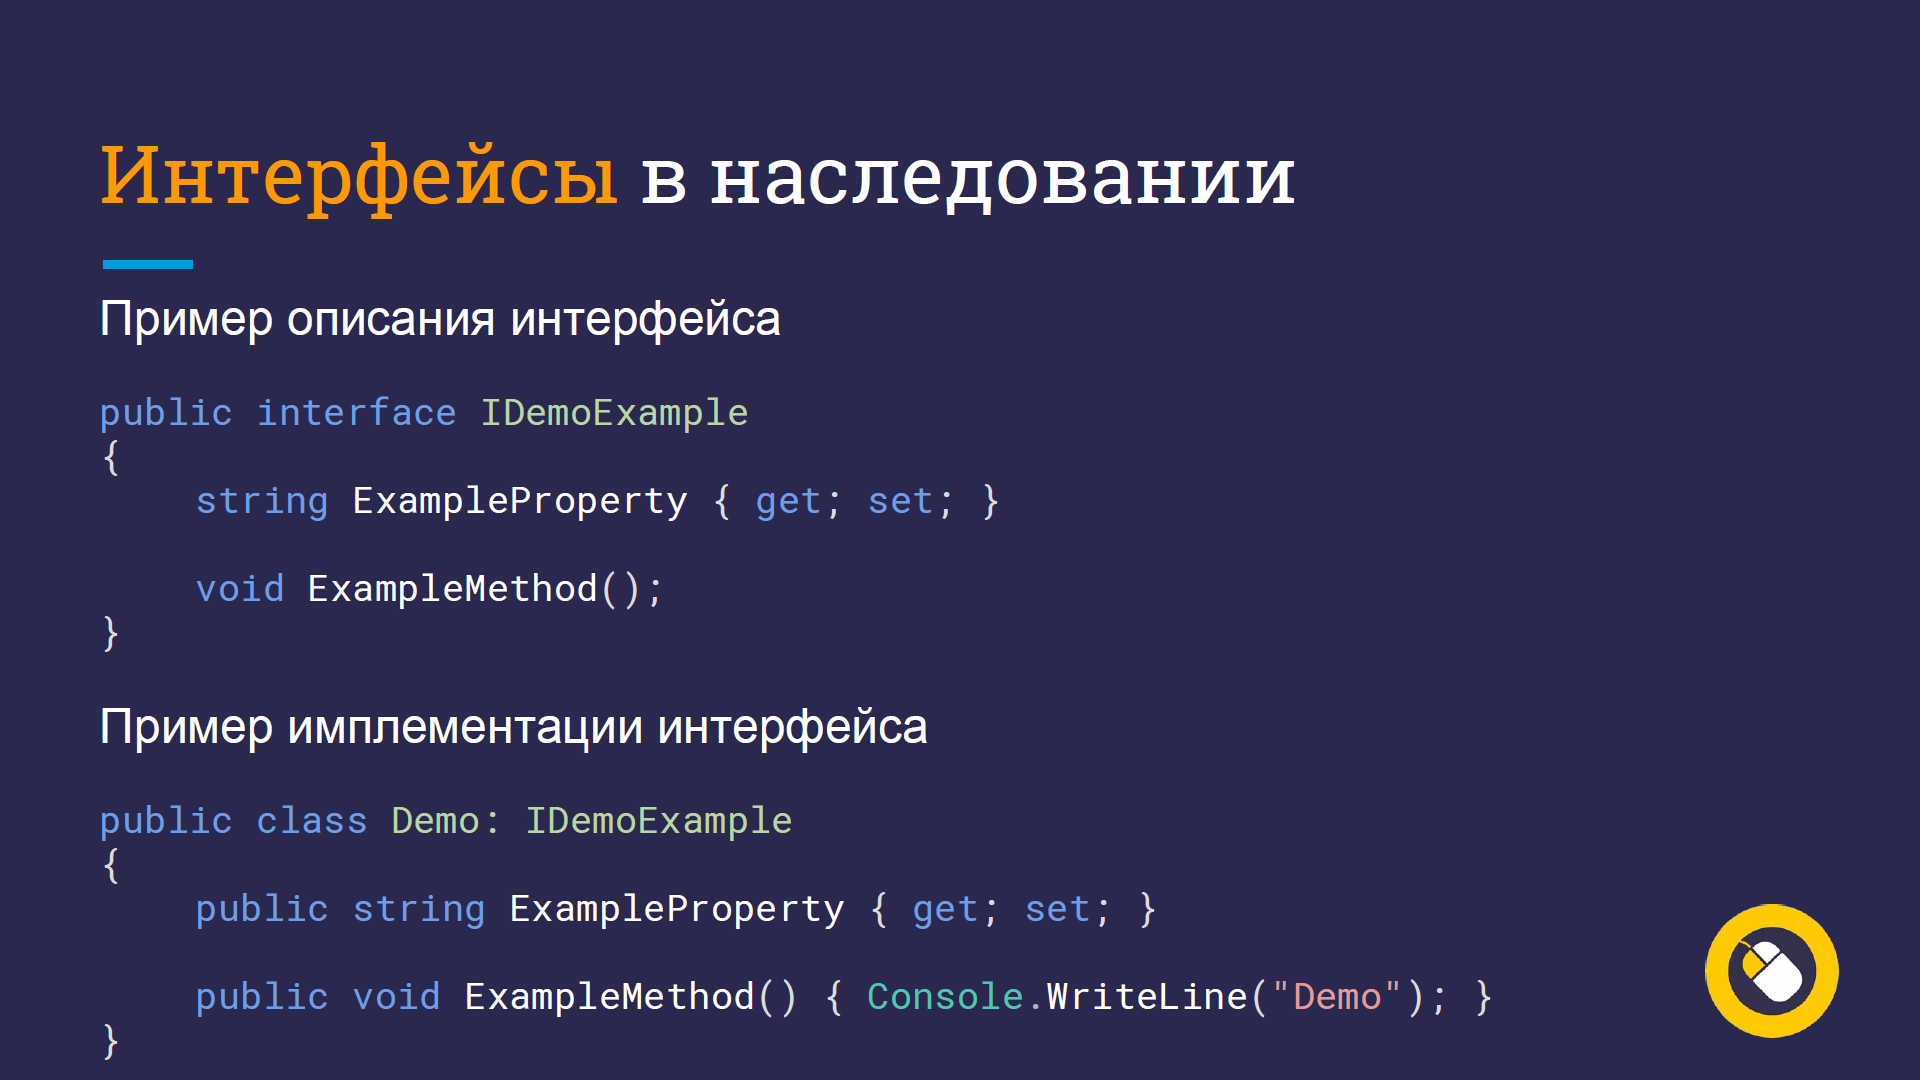 Интерфейсы в наследовании
Пример описания интерфейса
public interface IDemoExample
{
string ExampleProperty { get; set; }
void ExampleMethod();
}
Пример имплементации интерфейса
public class Demo: IDemoExample
{
public string ExampleProperty { get; set; }
public void ExampleMethod() { Console.WriteLine("Demo"); }
}